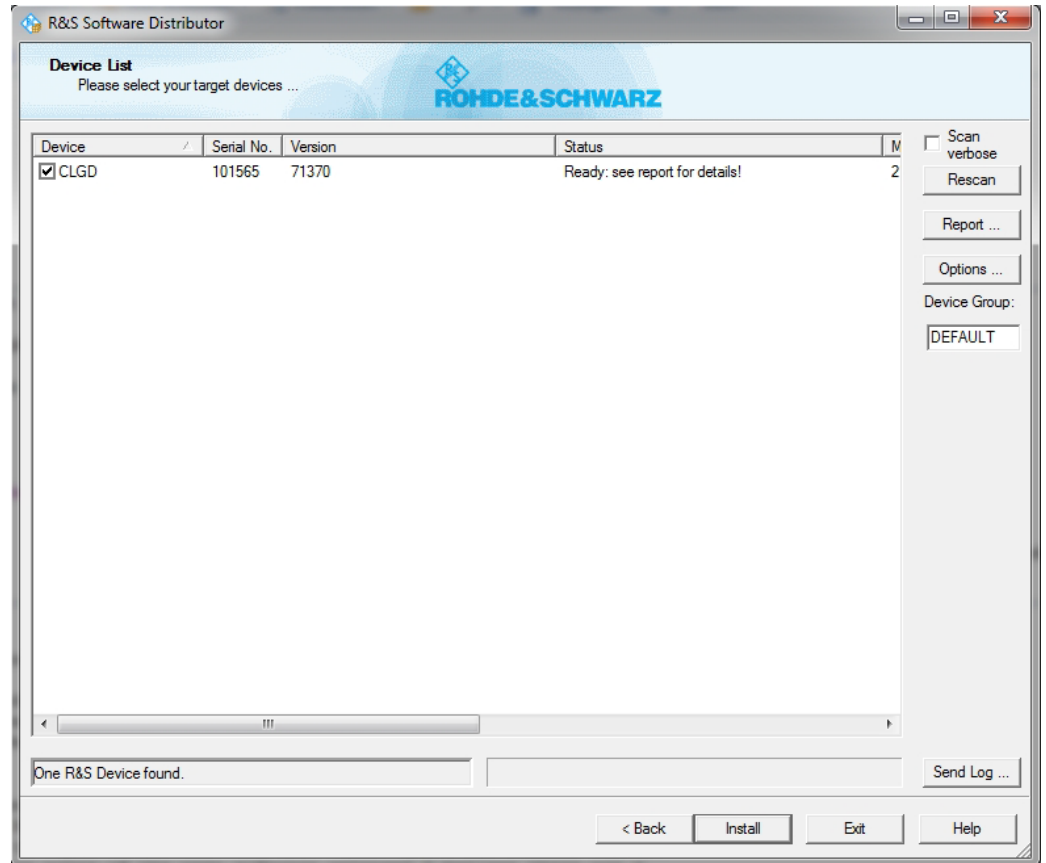 R&S Software Distributor
Device List
Please select your target devices ...
ROHDE&SCHWARZ
Device Serial No. Version Status M
CLGD 101565 71370 Ready: see report for details! 2
Scan
verbose
Rescan
Report ...
Options ...
Device Group:
DEFAULT
One R&S Device found.
Send Log ...
< Back Install Exit Help